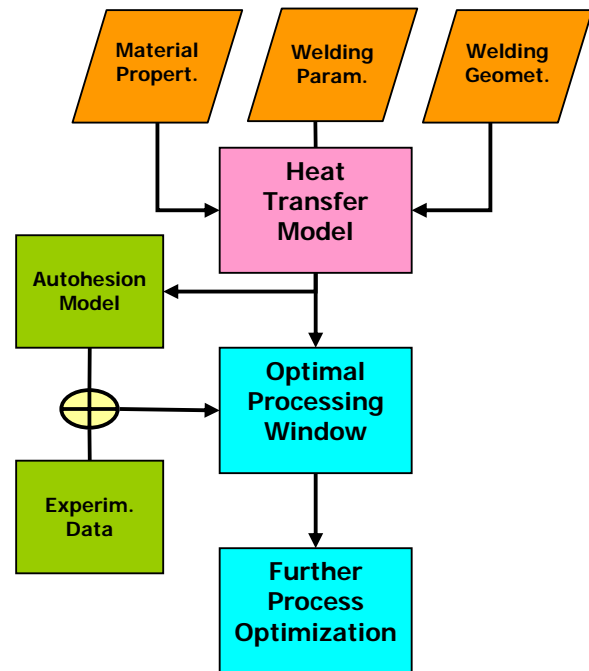 Material
Propert.
Welding
Param.
Welding
Geomet.
Heat
Transfer
Model
Autohesion
Model
Optimal
Processing
Window
Experim.
Data
Further
Process
Optimization